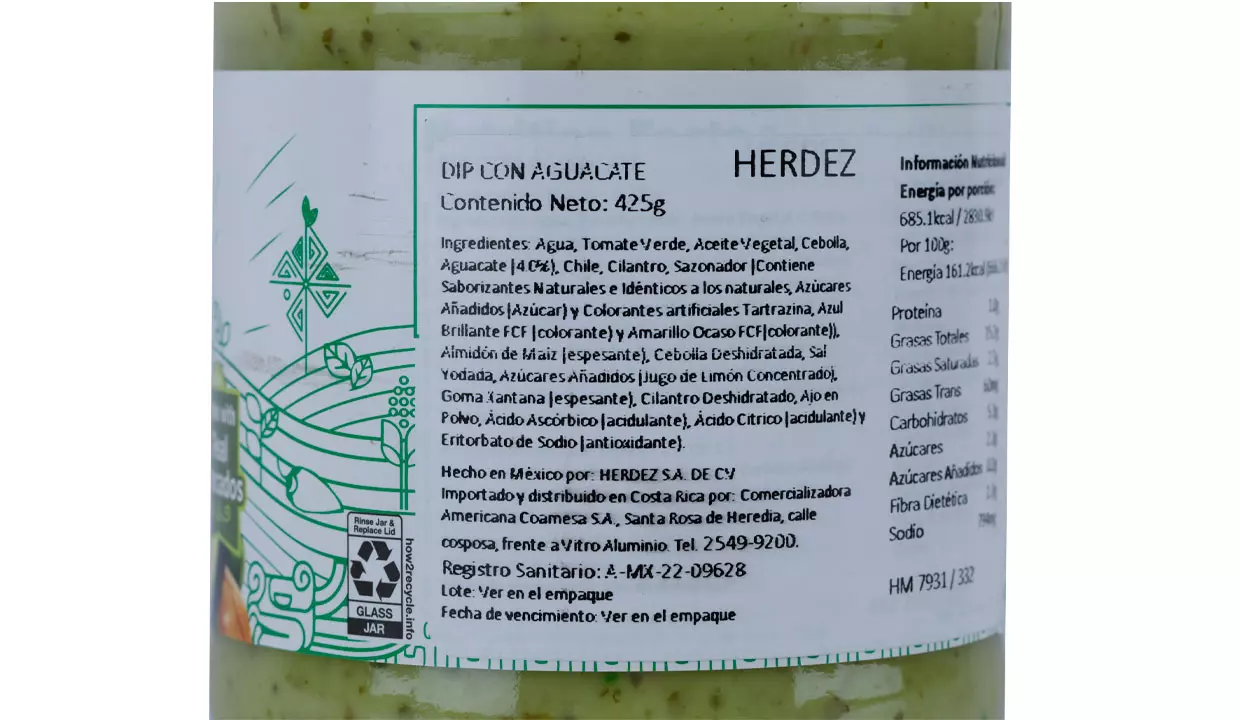 DIP CON AGUACATE
HERDEZ
Contenido Neto: 425g
Ingredientes: Agua, Tomate Verde, Aceite Vegetal, Cebolla,
Aguacate (4.0%), Chile, Cilantro, Sazonador (Contiene
Saborizantes Naturales e Idénticos a los naturales, Azúcares
Añadidos (Azúcar) y Colorantes artificiales Tartrazina, Azul
Brillante FCF (colorante) y Amarillo Ocaso FCF(colorante)),
Almidón de Maiz (espesante), Cebolla Deshidratada, Sal
Yodada, Azúcares Añadidos (Jugo de Limón Concentrado),
Goma Xantana (espesante), Cilantro Deshidratado, Ajo en
Polvo, Ácido Ascórbico (acidulante), Ácido Cítrico (acidulante) y
Eritorbato de Sodio (antioxidante).
Hecho en México por: HERDEZ S.A. DE CV
Importado y distribuido en Costa Rica por: Comercializadora
Americana Coamesa S.A., Santa Rosa de Heredia, calle
cosposa, frente a Vitro Aluminio. Tel. 2549-9200.
Registro Sanitario: A-MX-22-09628
Lote: Ver en el empaque
Fecha de vencimiento: Ver en el empaque
Información Nutricional
Energía por porción:
685.1kcal /
Por 100g:
Energía 161.2kcal
Proteína
Grasas Totales
Grasas Saturadas
Grasas Trans
Carbohidratos
Azúcares
Azúcares Añadidos
Fibra Dietética
Sodio
HM 7931 / 332
Rinse Jar &
Replace Lid
GLASS
JAR
how2recycle.info